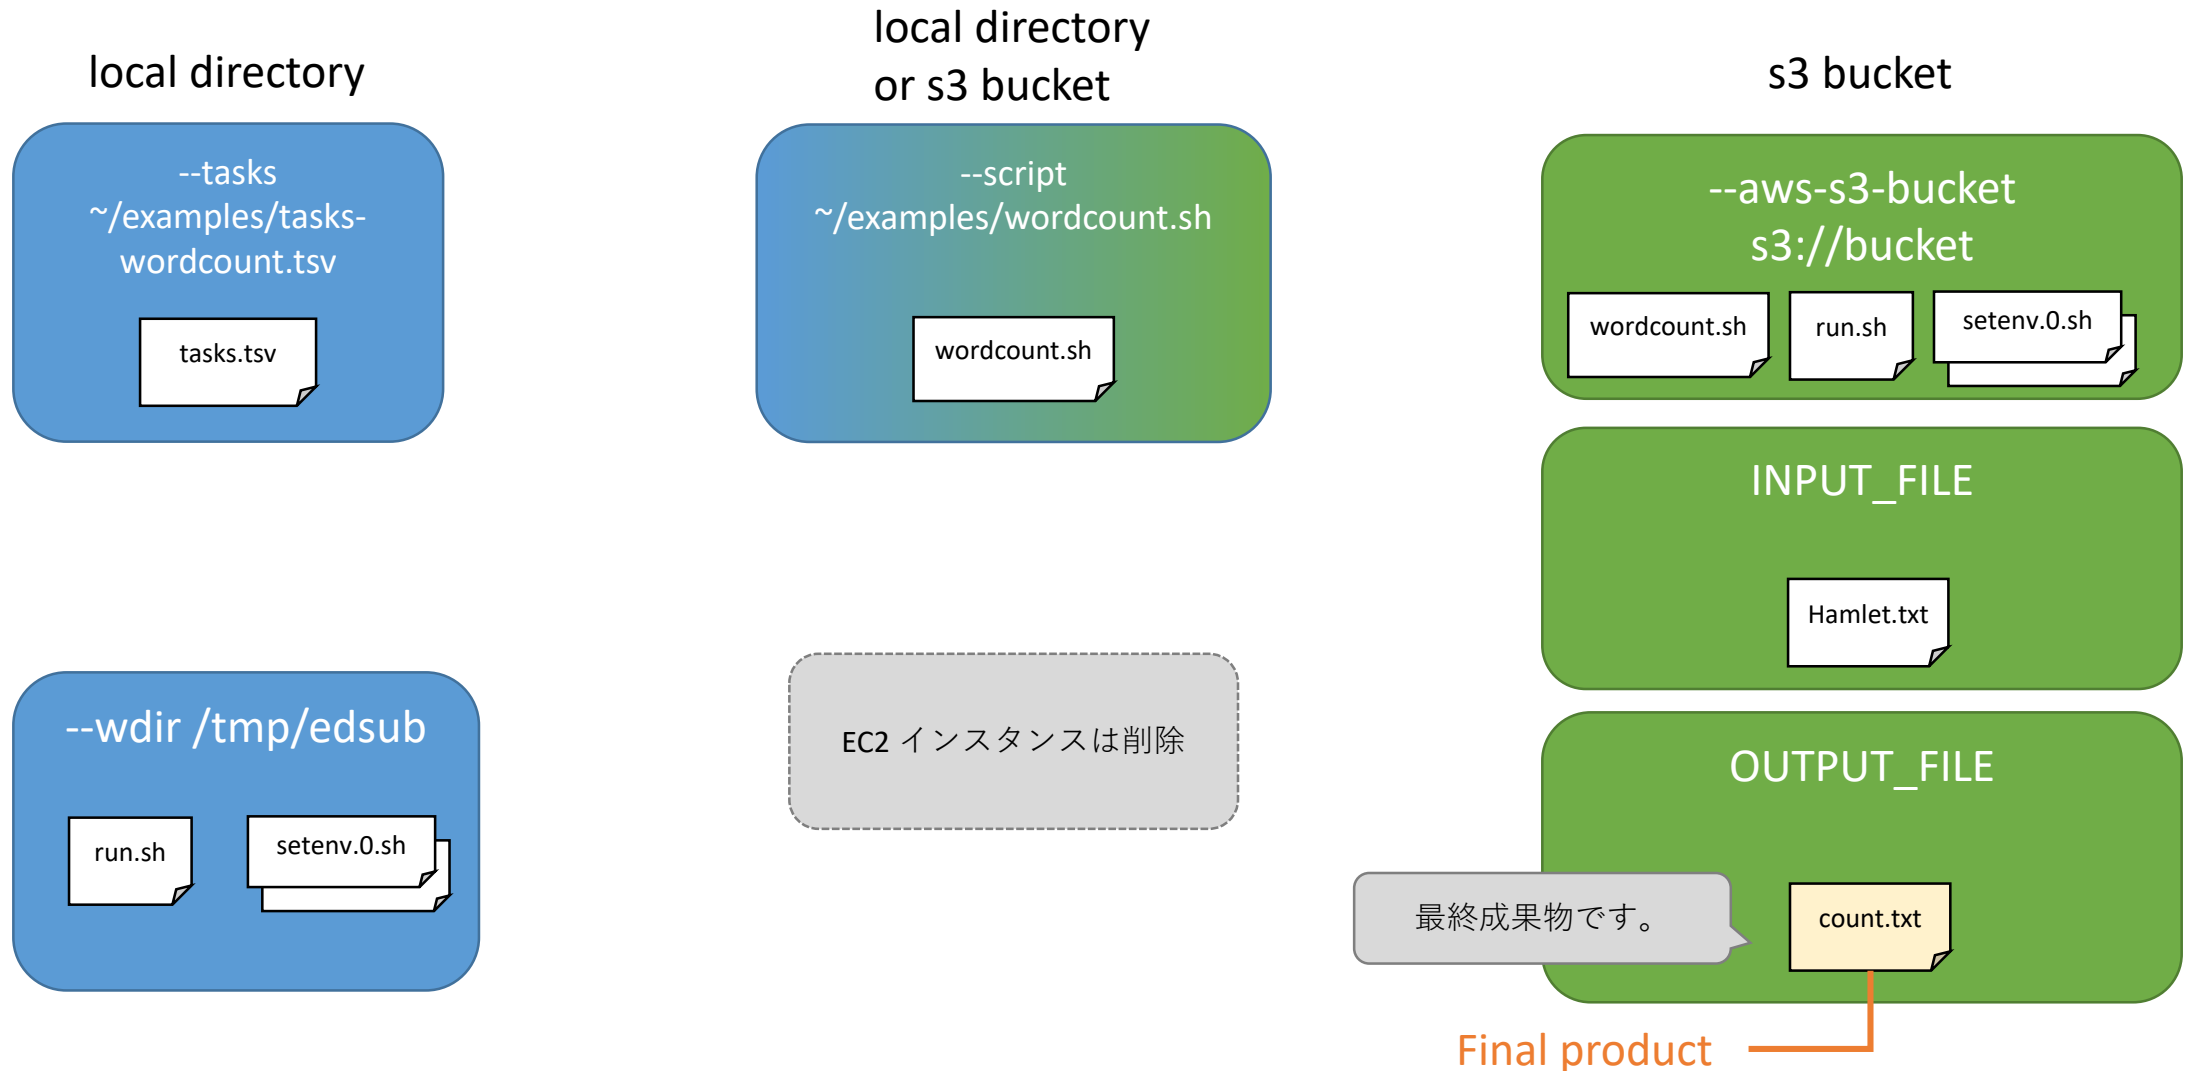 local directory
--tasks
~/examples/tasks-
wordcount.tsv
tasks.tsv
--wdir /tmp/edsub
run.sh
setenv.0.sh
local directory
or s3 bucket
--script
~/examples/wordcount.sh
wordcount.sh
EC2 インスタンスは削除
s3 bucket
--aws-s3-bucket
s3://bucket
wordcount.sh
run.sh
setenv.0.sh
INPUT_FILE
Hamlet.txt
OUTPUT_FILE
最終成果物です。
count.txt
Final product